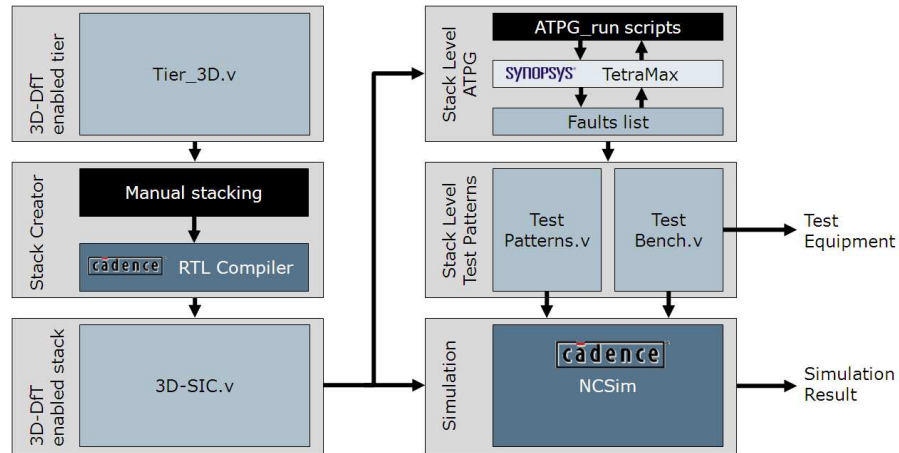 3D-DfT
enabled tier
Tier_3D.v
Stack Creator
Manual stacking
cādence RTL Compiler
3D-DfT
enabled stack
3D-SIC.v
Stack Level
ATPG
ATPG_run scripts
SYNOPSYS® TetraMax
Faults list
Stack Level
Test Patterns
Test
Patterns.v
Test
Bench.v
Test
Equipment
Simulation
cādence
NCSim
Simulation
Result